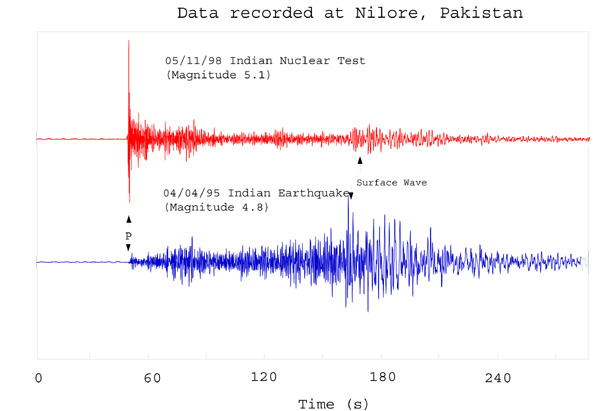 Data recorded at Nilore, Pakistan
05/11/98 Indian Nuclear Test
(Magnitude 5.1)
Surface Wave
04/04/95 Indian Earthquake
(Magnitude 4.8)
P
0 60 120 180 240
Time (s)